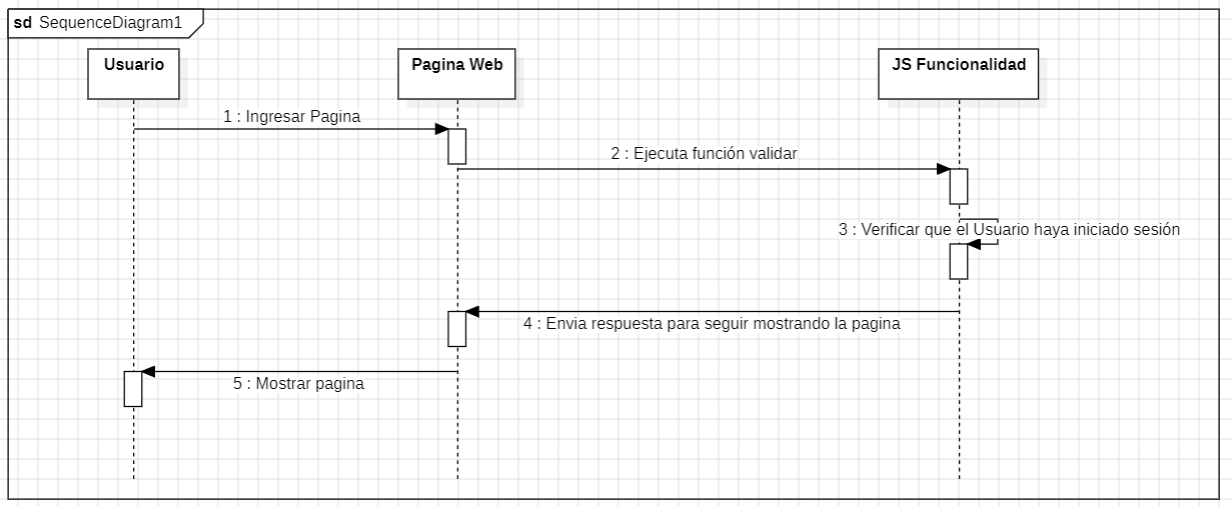 sd SequenceDiagram1
Usuario
Pagina Web
JS Funcionalidad
1 : Ingresar Pagina
2 : Ejecuta función validar
3 : Verificar que el Usuario haya iniciado sesión
4 : Envia respuesta para seguir mostrando la pagina
5 : Mostrar pagina